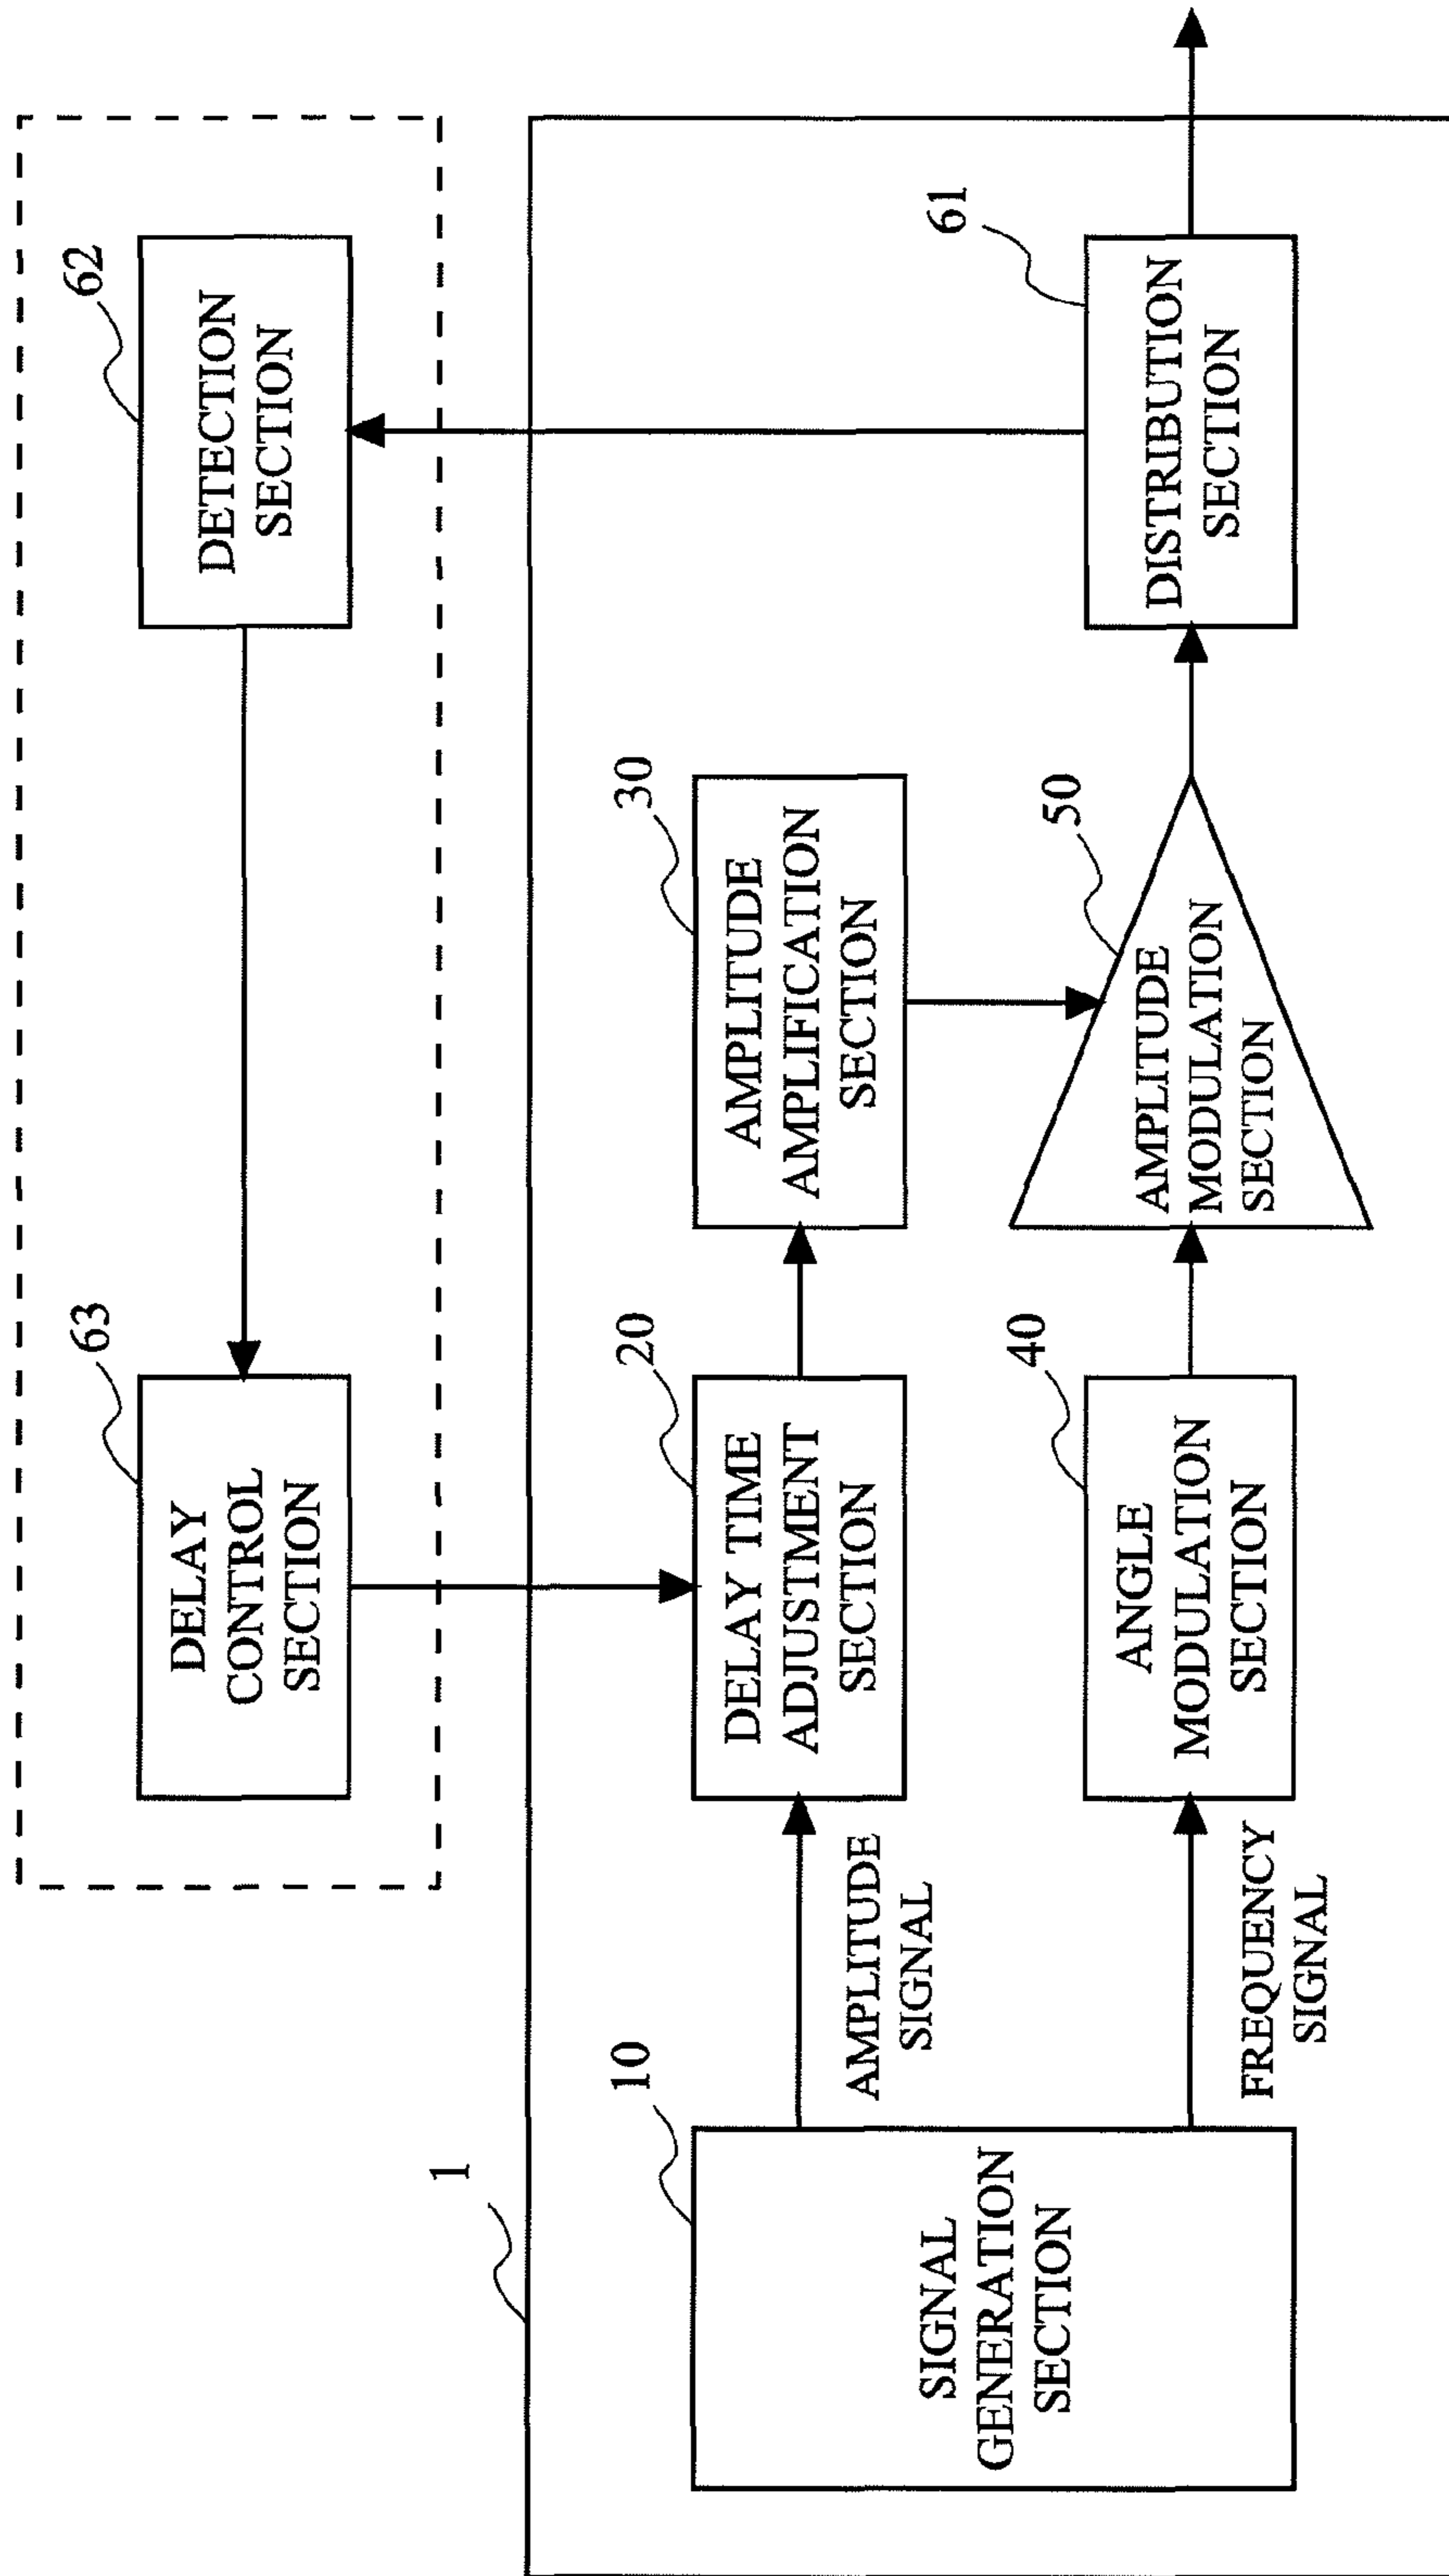 63
DELAY
CONTROL
SECTION
62
DETECTION
SECTION
1
10
SIGNAL
GENERATION
SECTION
AMPLITUDE
SIGNAL
FREQUENCY
SIGNAL
20
DELAY TIME
ADJUSTMENT
SECTION
40
ANGLE
MODULATION
SECTION
30
AMPLITUDE
AMPLIFICATION
SECTION
50
AMPLITUDE
MODULATION
SECTION
61
DISTRIBUTION
SECTION